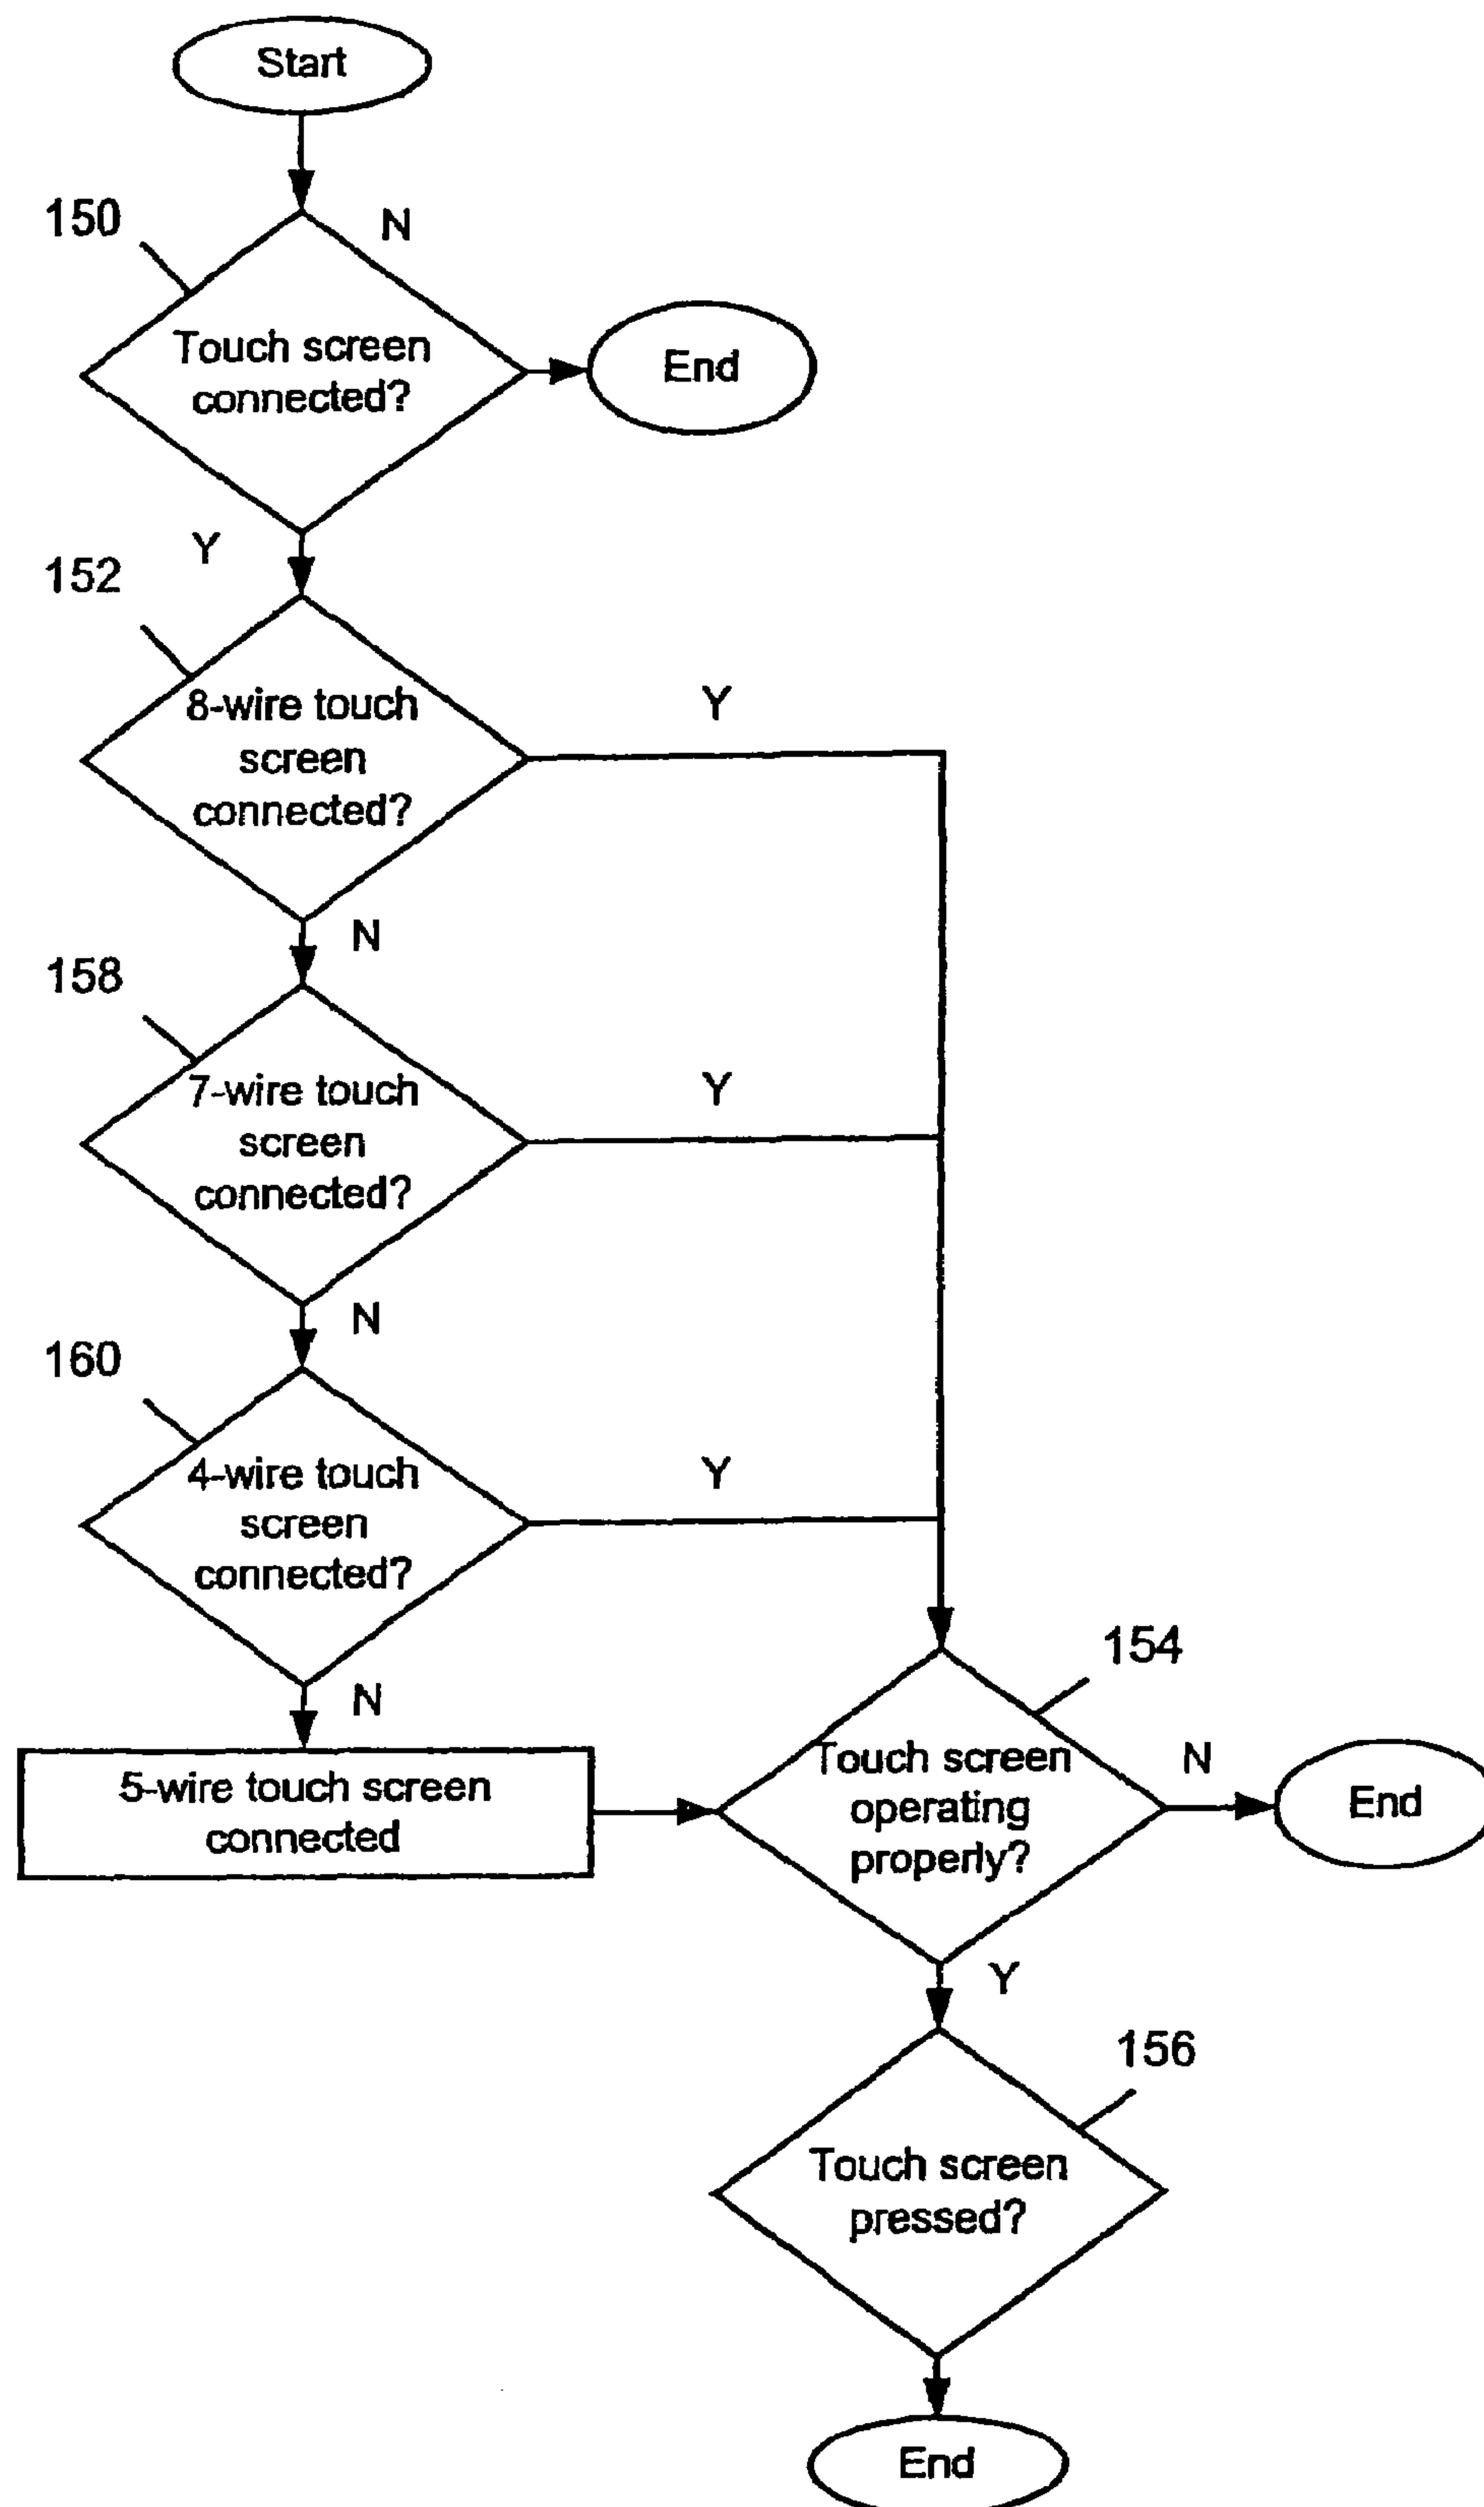 Start
150
N
Touch screen
connected?
End
Y
152
8-wire touch
screen
connected?
Y
N
158
7-wire touch
screen
connected?
Y
N
160
4-wire touch
screen
connected?
Y
N
5-wire touch screen
connected
154
Touch screen
operating
properly?
N
End
Y
156
Touch screen
pressed?
End